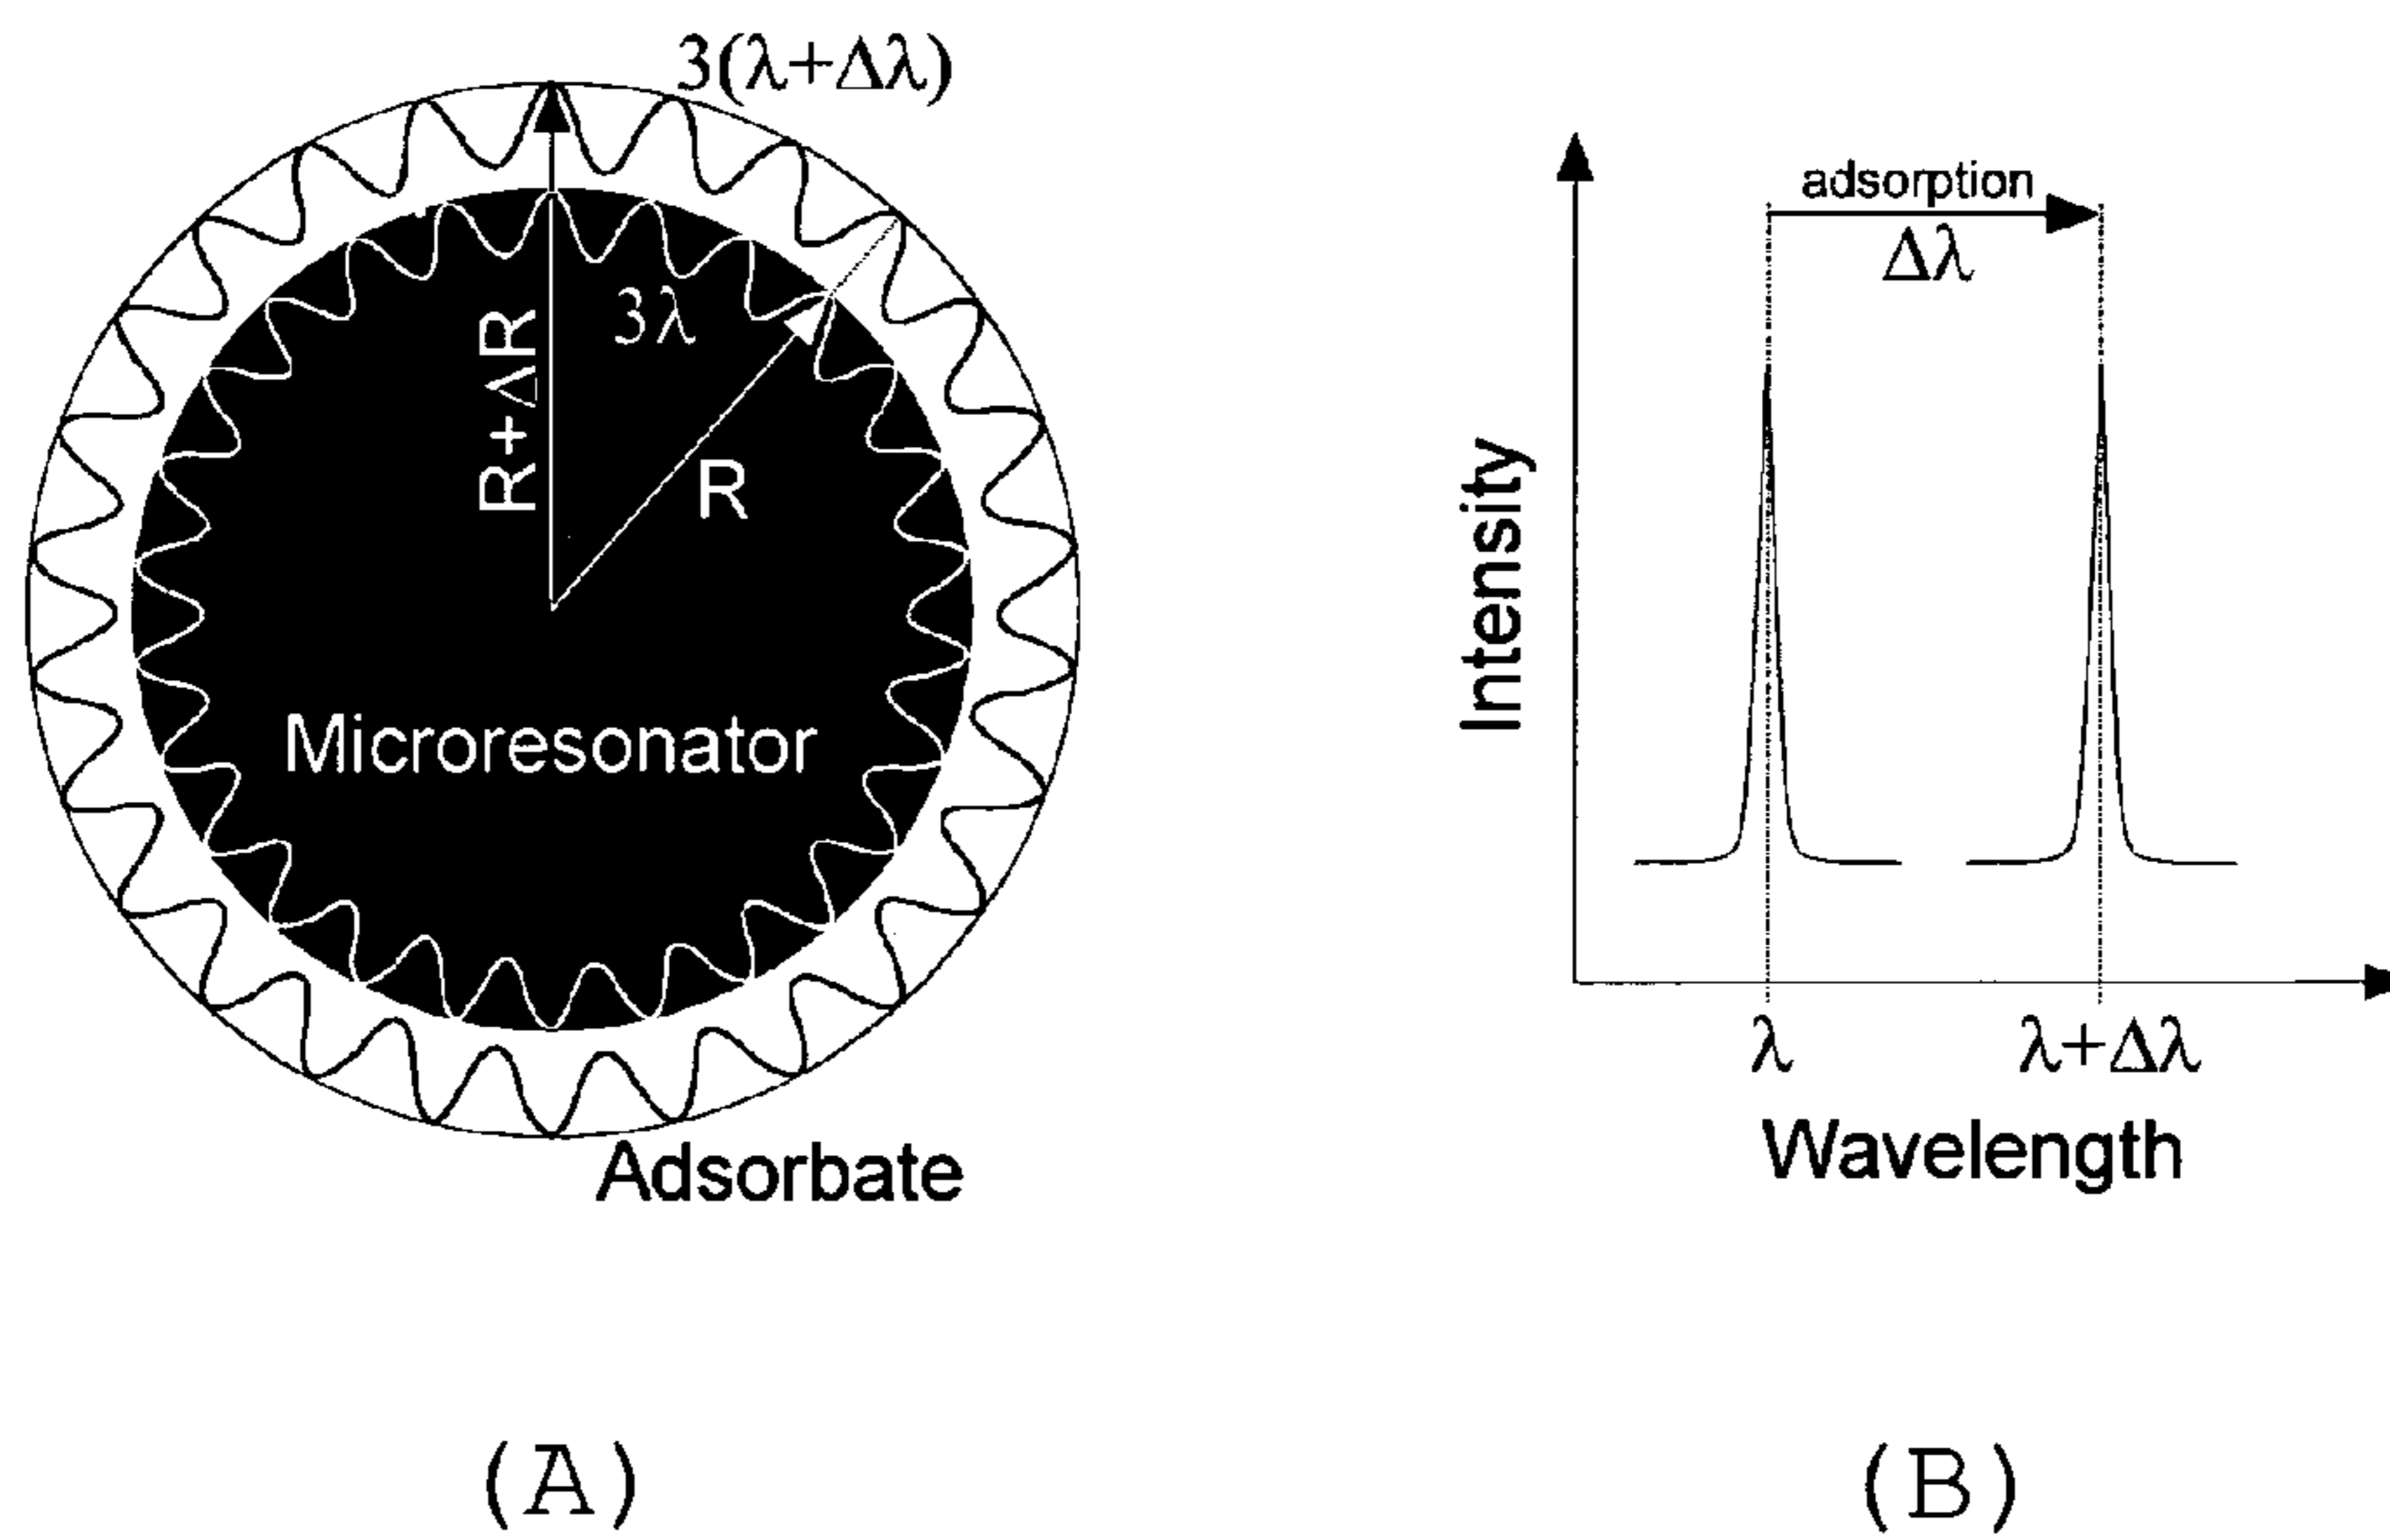 3(λ+Δλ)
3λ
R+ΔR
R
Microresonator
Adsorbate
(A)
adsorption
Δλ
Intensity
λ
λ+Δλ
Wavelength
(B)